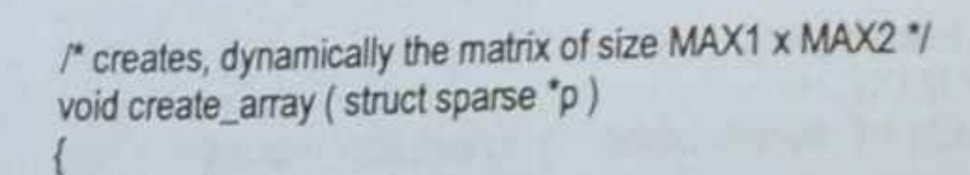 /* creates, dynamically the matrix of size MAX1 x MAX2 */
void create_array ( struct sparse *p )
{